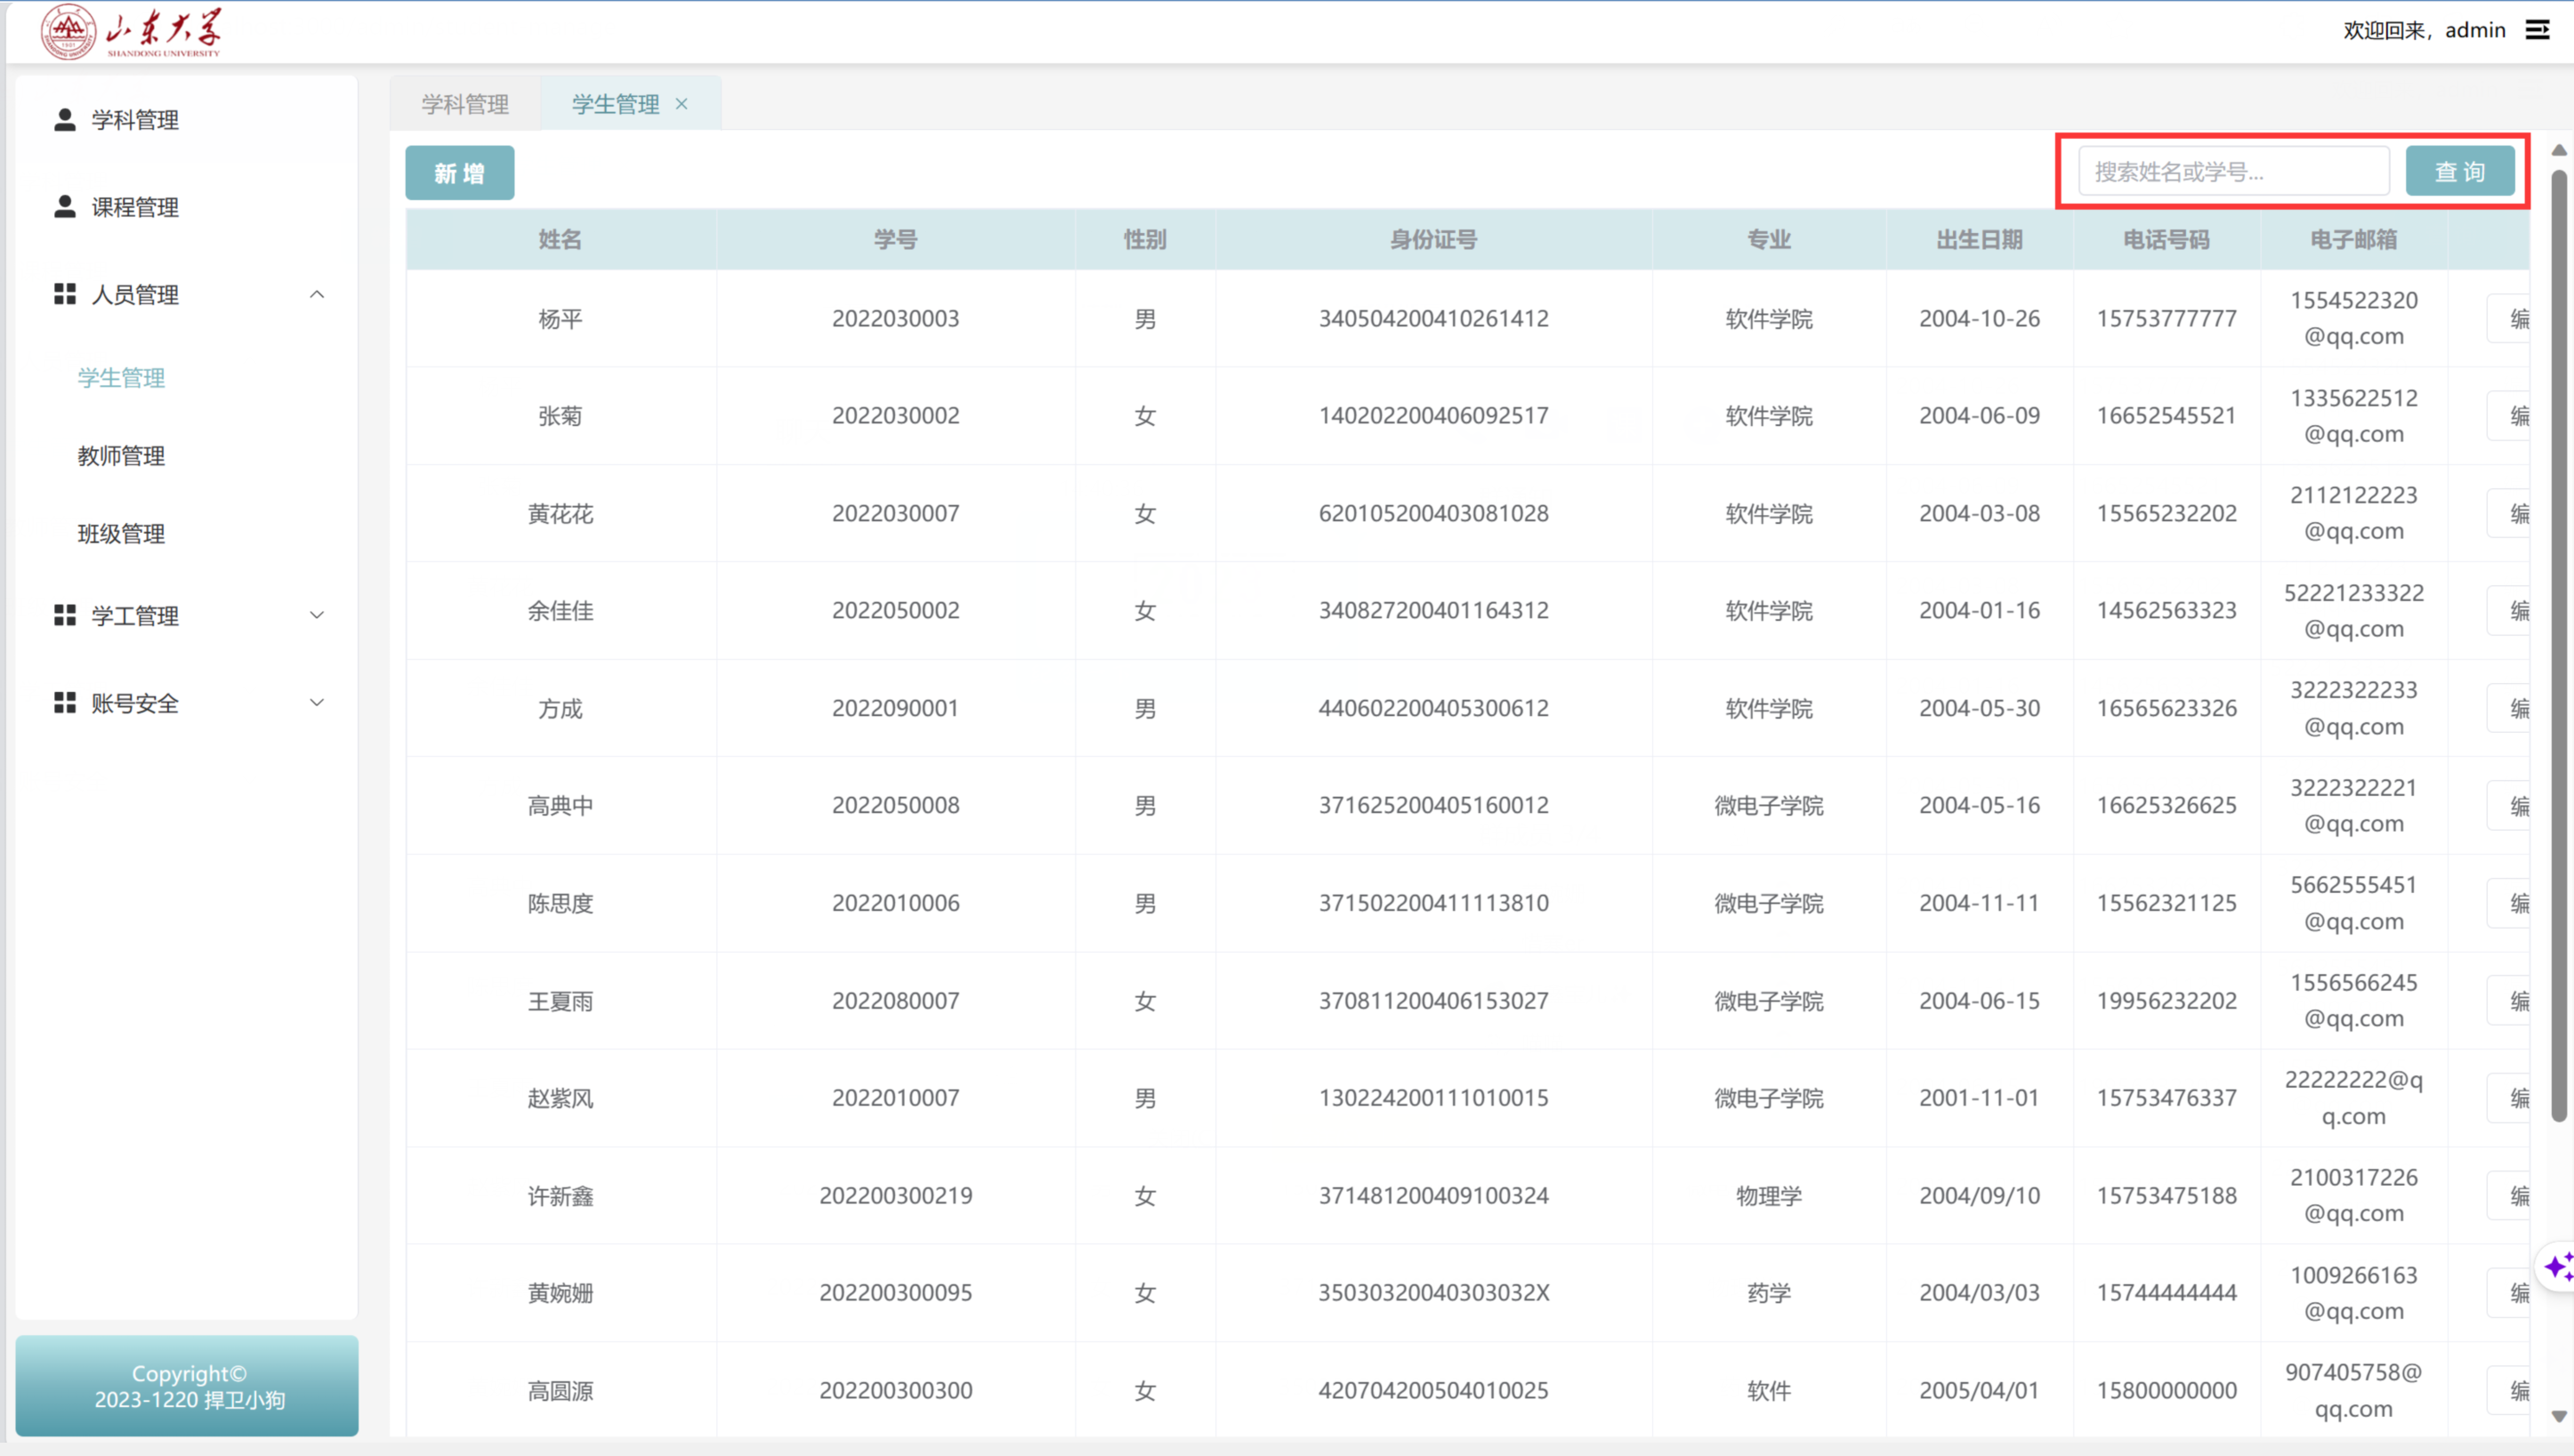 山东大学
SHANDONG UNIVERSITY
欢迎回来，admin
学科管理
课程管理
人员管理
学生管理
教师管理
班级管理
学工管理
账号安全
Copyright©
2023-1220 捍卫小狗
学科管理 学生管理 ×
新 增
搜索姓名或学号... 查 询
姓名 学号 性别 身份证号 专业 出生日期 电话号码 电子邮箱
杨平 2022030003 男 340504200410261412 软件学院 2004-10-26 15753777777 1554522320
@qq.com 编
张菊 2022030002 女 140202200406092517 软件学院 2004-06-09 16652545521 1335622512
@qq.com 编
黄花花 2022030007 女 620105200403081028 软件学院 2004-03-08 15565232202 2112122223
@qq.com 编
余佳佳 2022050002 女 340827200401164312 软件学院 2004-01-16 14562563323 52221233322
@qq.com 编
方成 2022090001 男 440602200405300612 软件学院 2004-05-30 16565623326 3222322233
@qq.com 编
高典中 2022050008 男 371625200405160012 微电子学院 2004-05-16 16625326625 3222322221
@qq.com 编
陈思度 2022010006 男 371502200411113810 微电子学院 2004-11-11 15562321125 5662555451
@qq.com 编
王夏雨 2022080007 女 370811200406153027 微电子学院 2004-06-15 19956232202 1556566245
@qq.com 编
赵紫风 2022010007 男 130224200111010015 微电子学院 2001-11-01 15753476337 22222222@q
q.com 编
许新鑫 202200300219 女 371481200409100324 物理学 2004/09/10 15753475188 2100317226
@qq.com 编
黄婉姗 202200300095 女 35030320040303032X 药学 2004/03/03 15744444444 1009266163
@qq.com 编
高圆源 202200300300 女 420704200504010025 软件 2005/04/01 15800000000 907405758@
qq.com 编